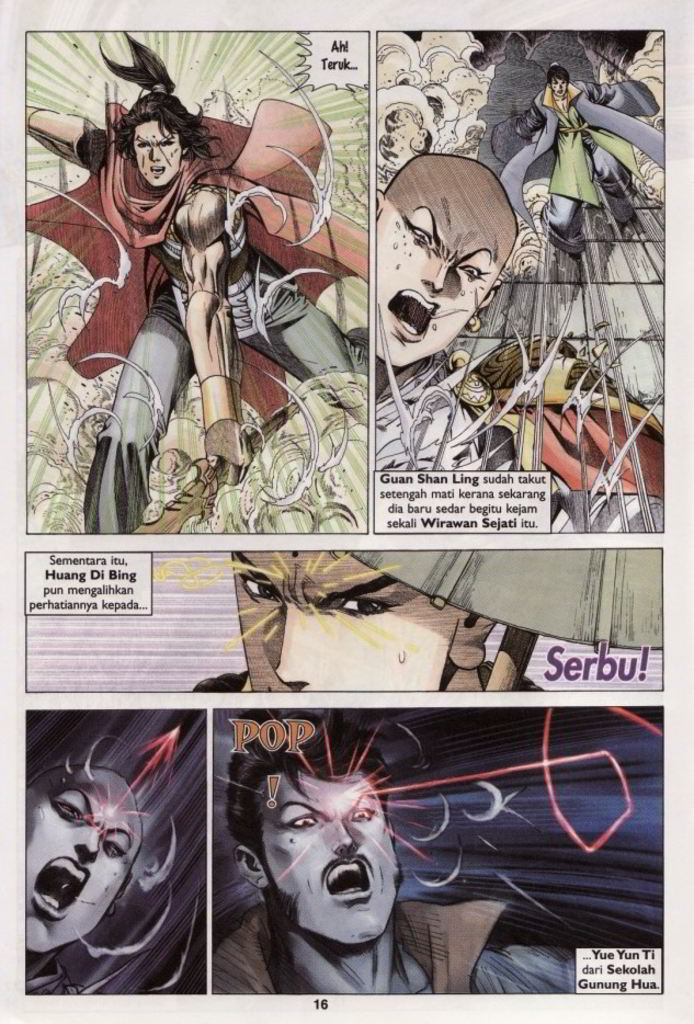 Ah!
Teruk...
Guan Shan Ling sudah takut
setengah mati kerana sekarang
dia baru sedar begitu kejam
sekali Wirawan Sejati itu.
Sementara itu,
Huang Di Bing
pun mengalihkan
perhatiannya kepada...
Serbu!
POP
!
...Yue Yun Ti
dari Sekolah
Gunung Hua.
16